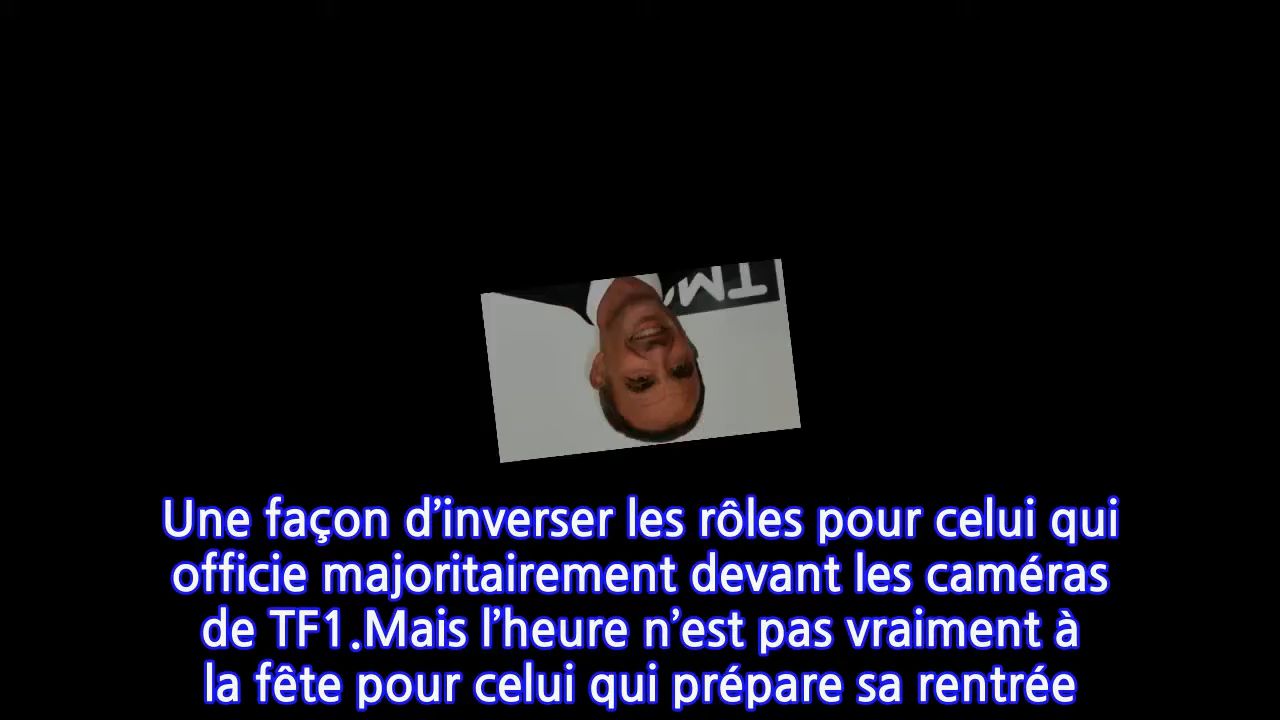 TM
Une façon d’inverser les rôles pour celui qui
officie majoritairement devant les caméras
de TF1.Mais l’heure n’est pas vraiment à
la fête pour celui qui prépare sa rentrée